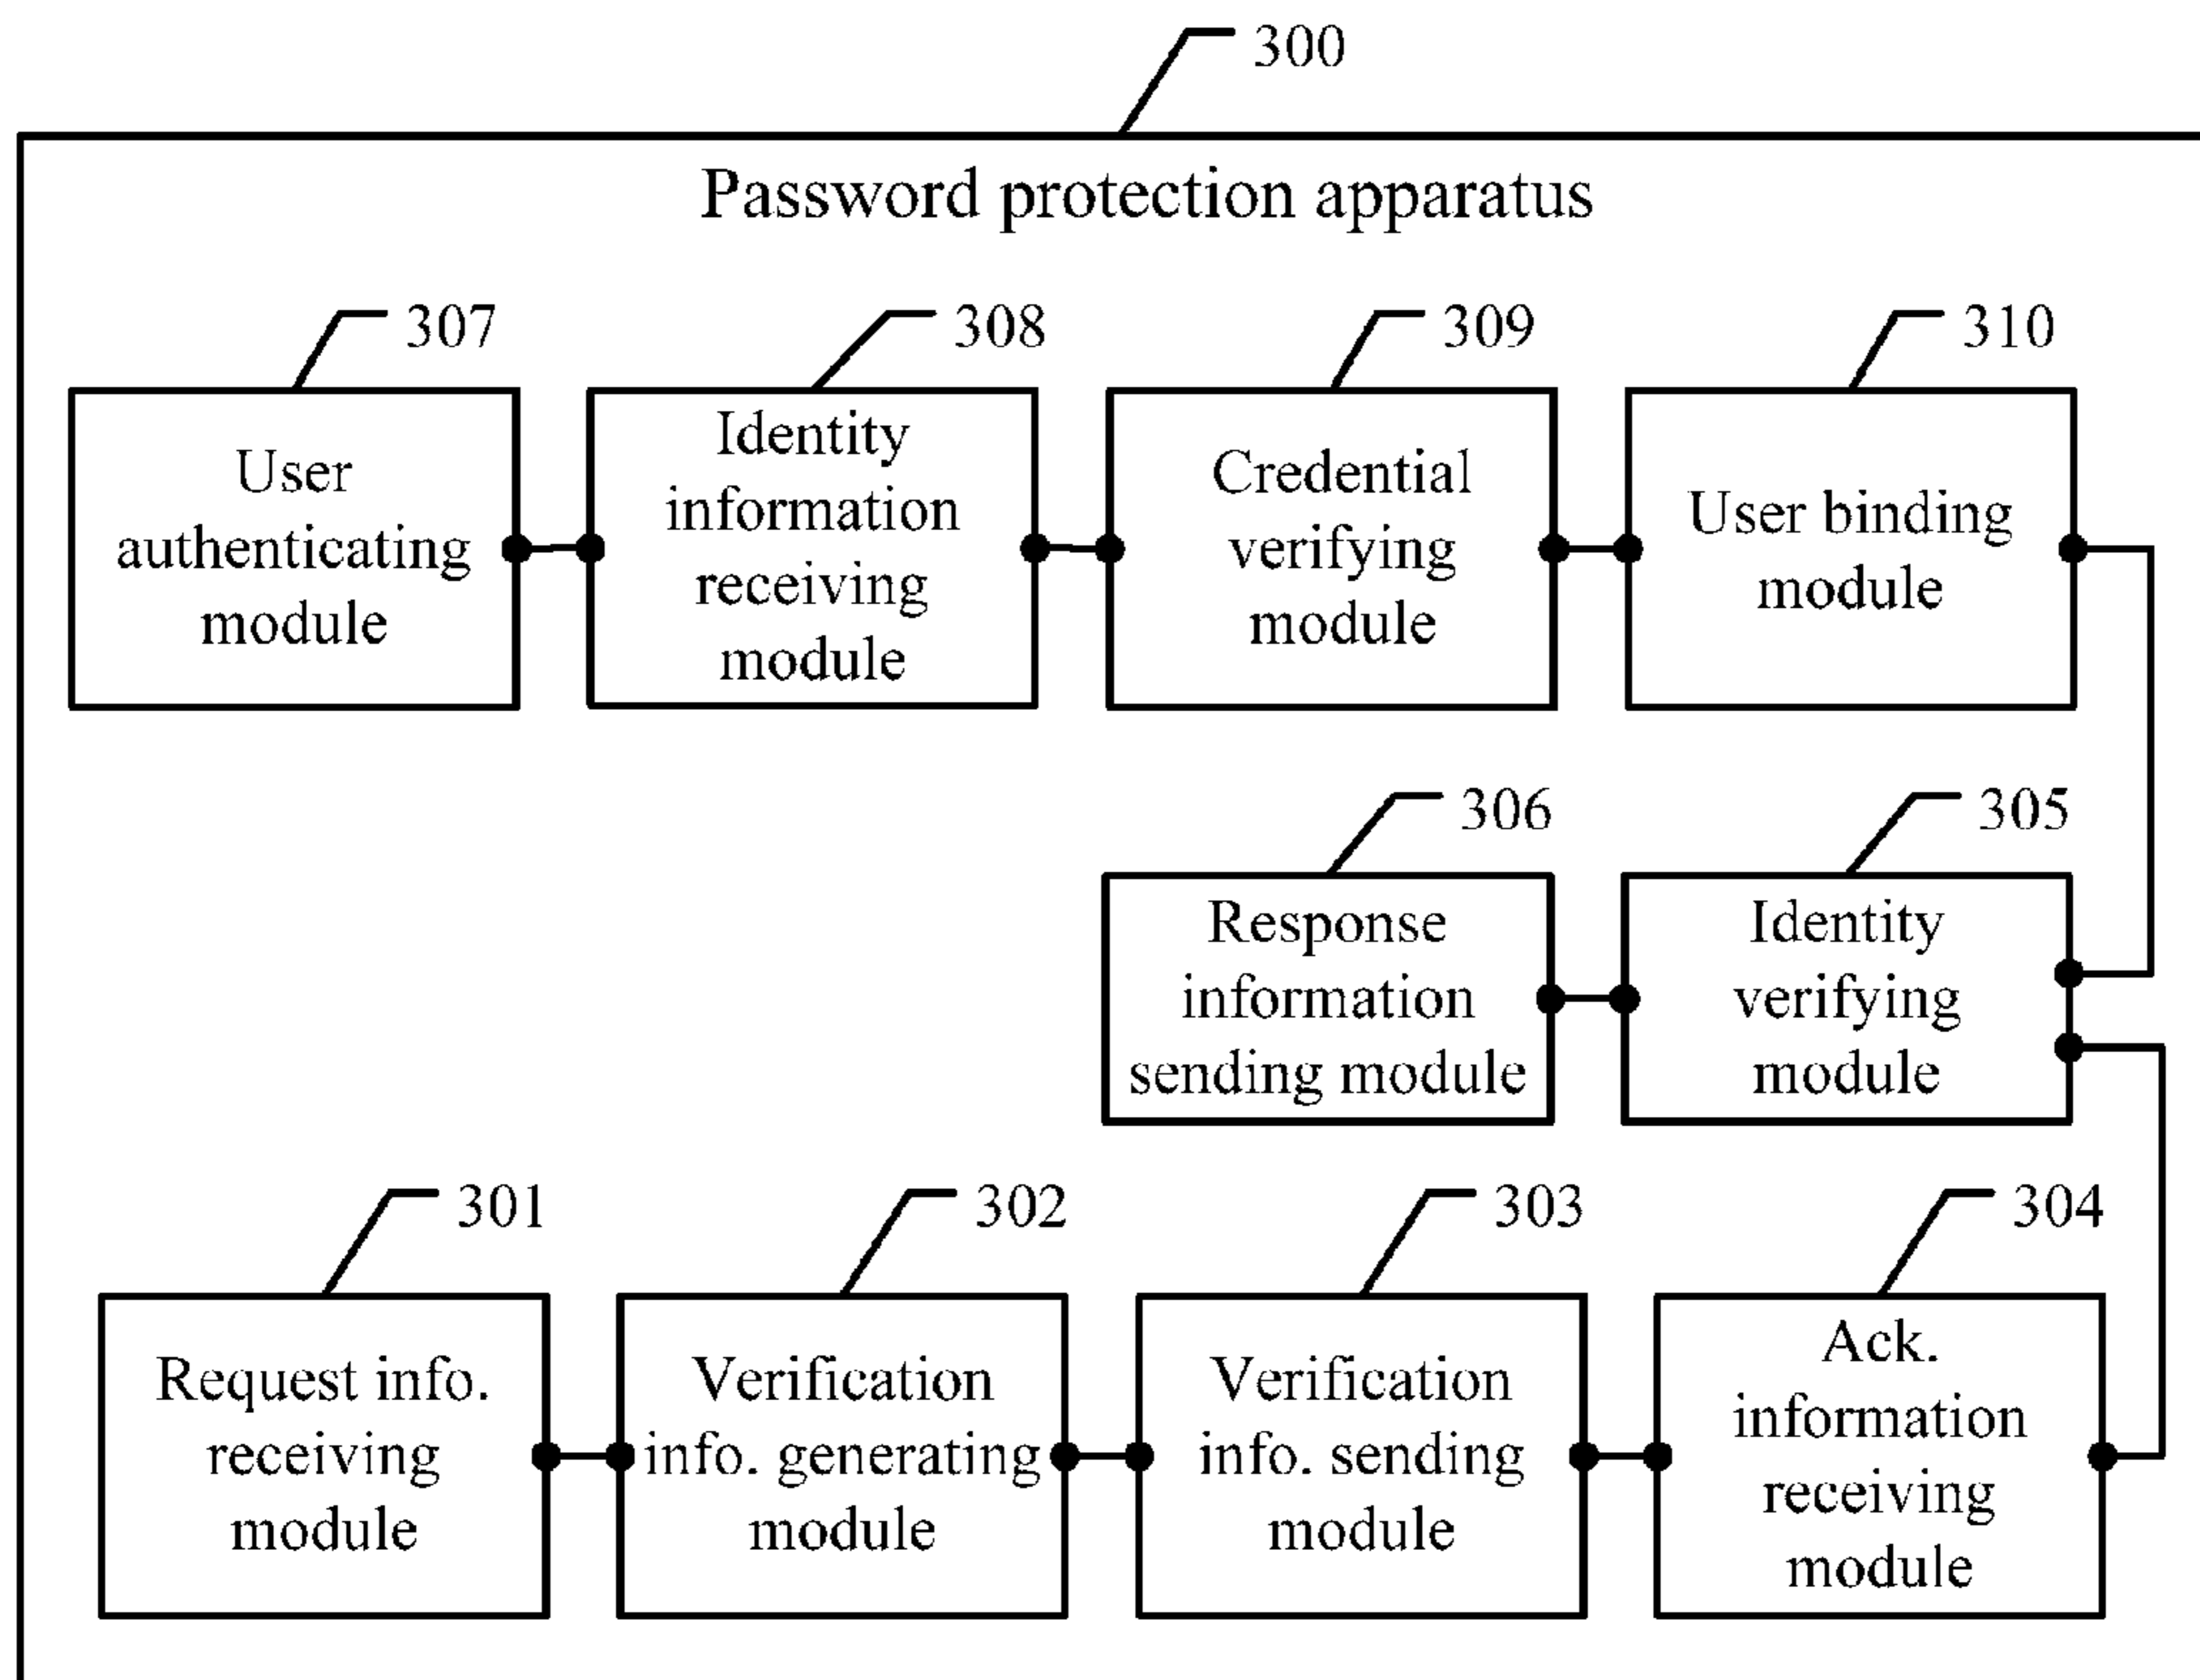 300
Password protection apparatus
307
308
309
310
User
authenticating
module
Identity
information
receiving
module
Credential
verifying
module
User binding
module
306
305
Response
information
sending module
Identity
verifying
module
301
302
303
304
Request info.
receiving
module
Verification
info. generating
module
Verification
info. sending
module
Ack.
information
receiving
module